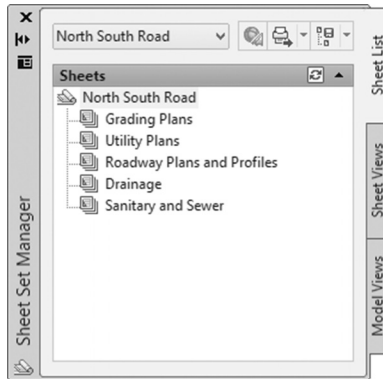 North South Road
Sheets
North South Road
Grading Plans
Utility Plans
Roadway Plans and Profiles
Drainage
Sanitary and Sewer
Sheet Set Manager
Sheet List
Sheet Views
Model Views